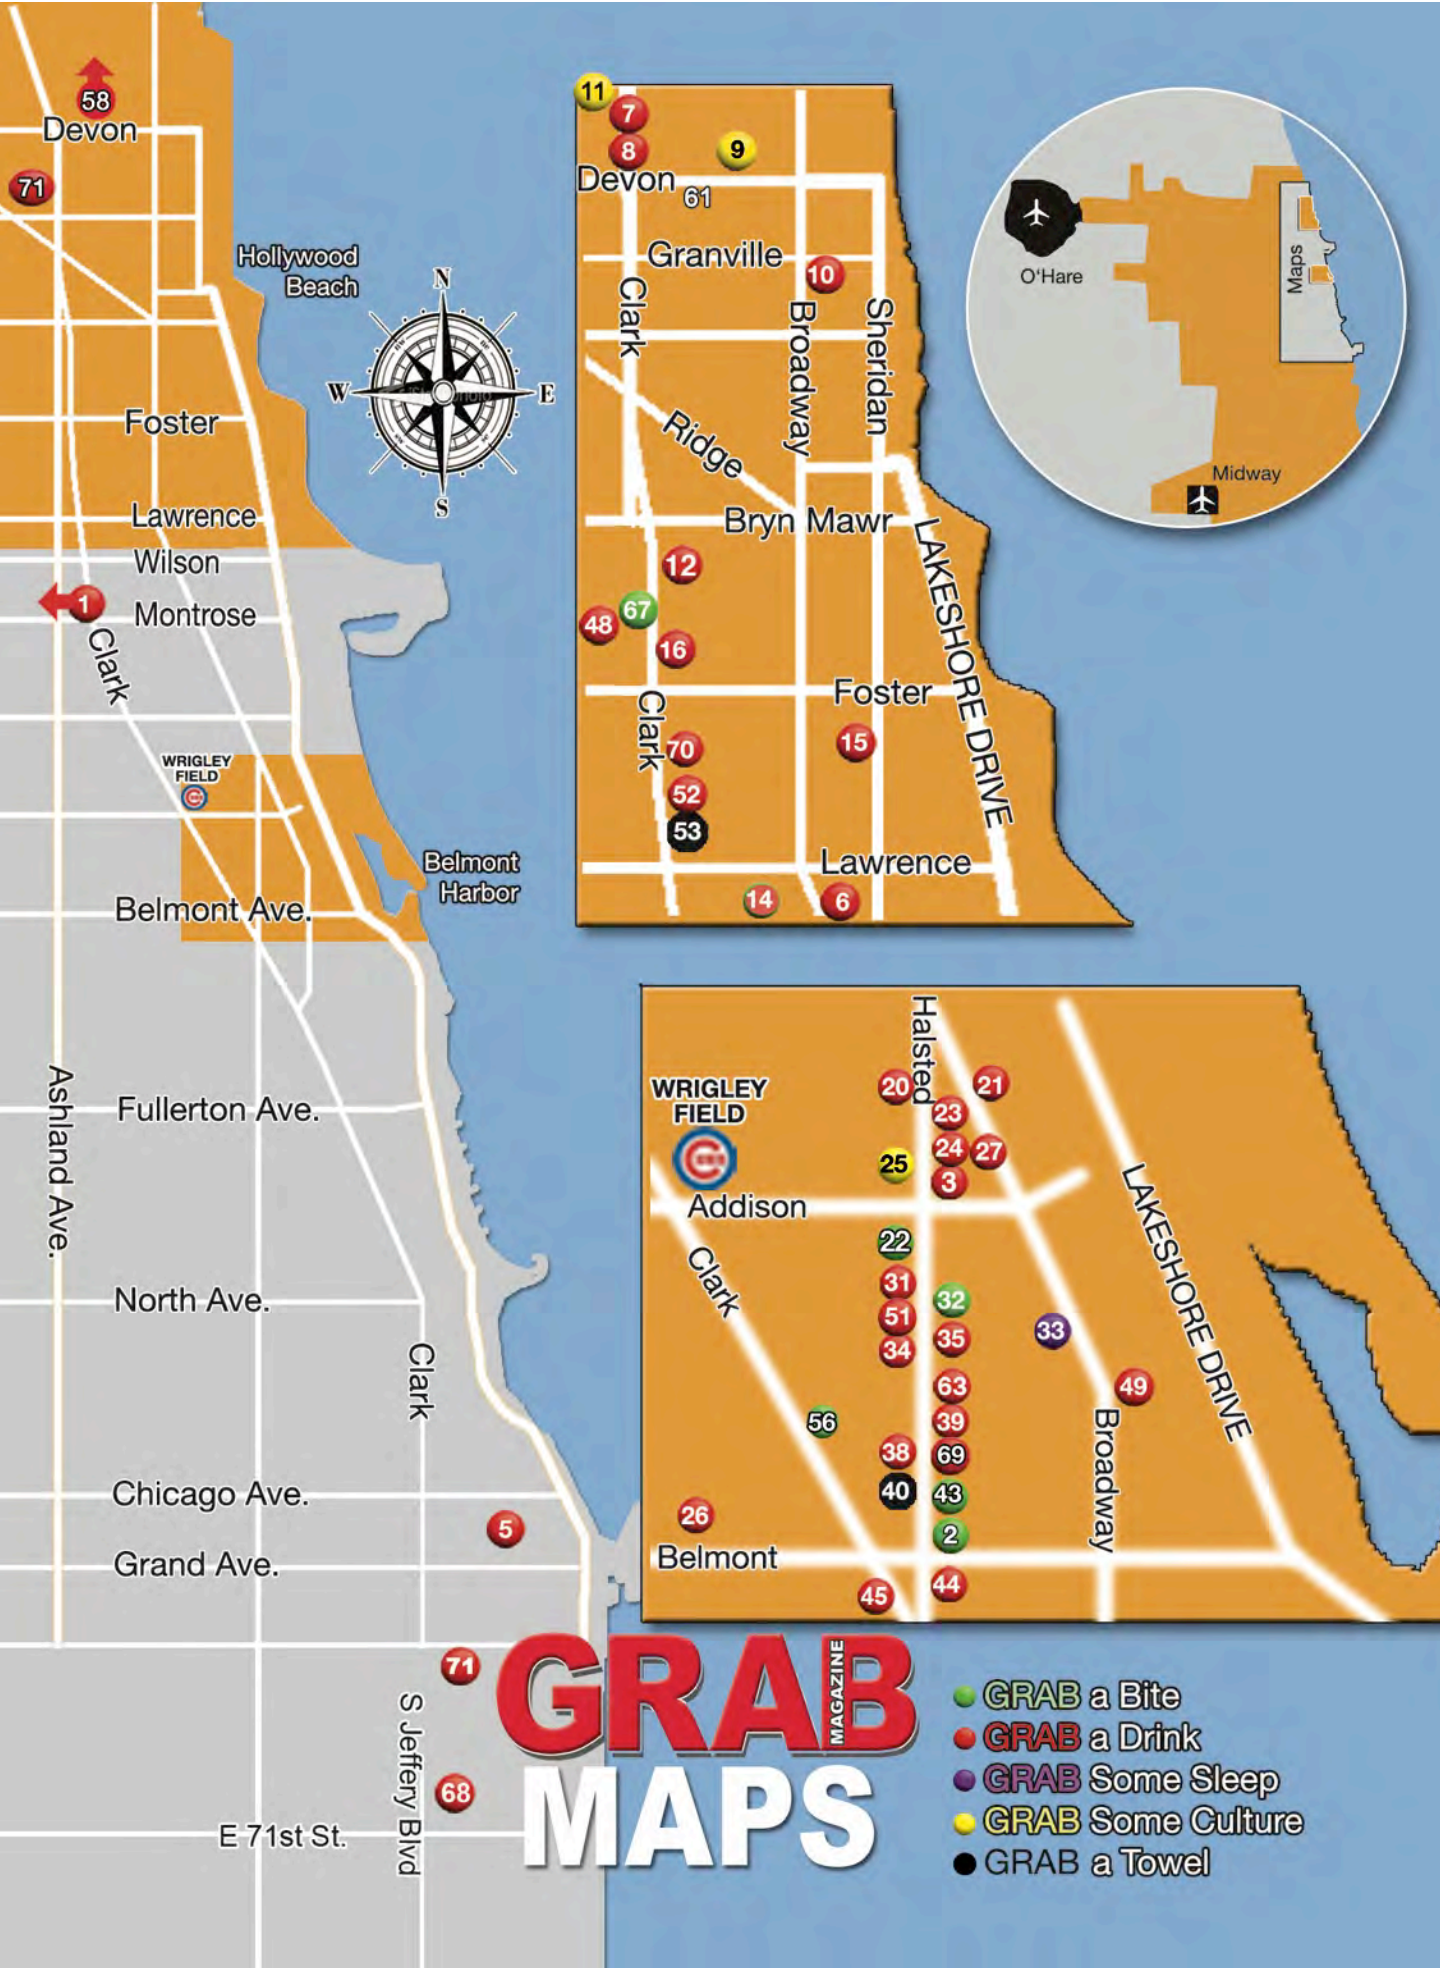 58
Devon
71
Hollywood
Beach
Foster
Lawrence
Wilson
1
Montrose
Clark
WRIGLEY
FIELD
Belmont
Harbor
Belmont Ave.
Ashland Ave.
Fullerton Ave.
North Ave.
Clark
Chicago Ave.
5
Grand Ave.
71
S Jeffery Blvd
68
E 71st St.
N
W
E
S
11
7
8
9
Devon
61
Granville
10
Clark
Broadway
Sheridan
Ridge
Bryn Mawr
LAKESHORE DRIVE
12
67
48
16
Foster
Clark
70
15
52
53
Lawrence
14
6
O'Hare
Maps
Midway
Halsted
WRIGLEY
FIELD
20
21
23
24
27
25
3
Addison
LAKESHORE DRIVE
Clark
22
31
32
51
35
33
34
63
49
39
56
38
69
Broadway
40
43
26
2
Belmont
44
45
GRAB
MAGAZINE
MAPS
GRAB a Bite
GRAB a Drink
GRAB Some Sleep
GRAB Some Culture
GRAB a Towel